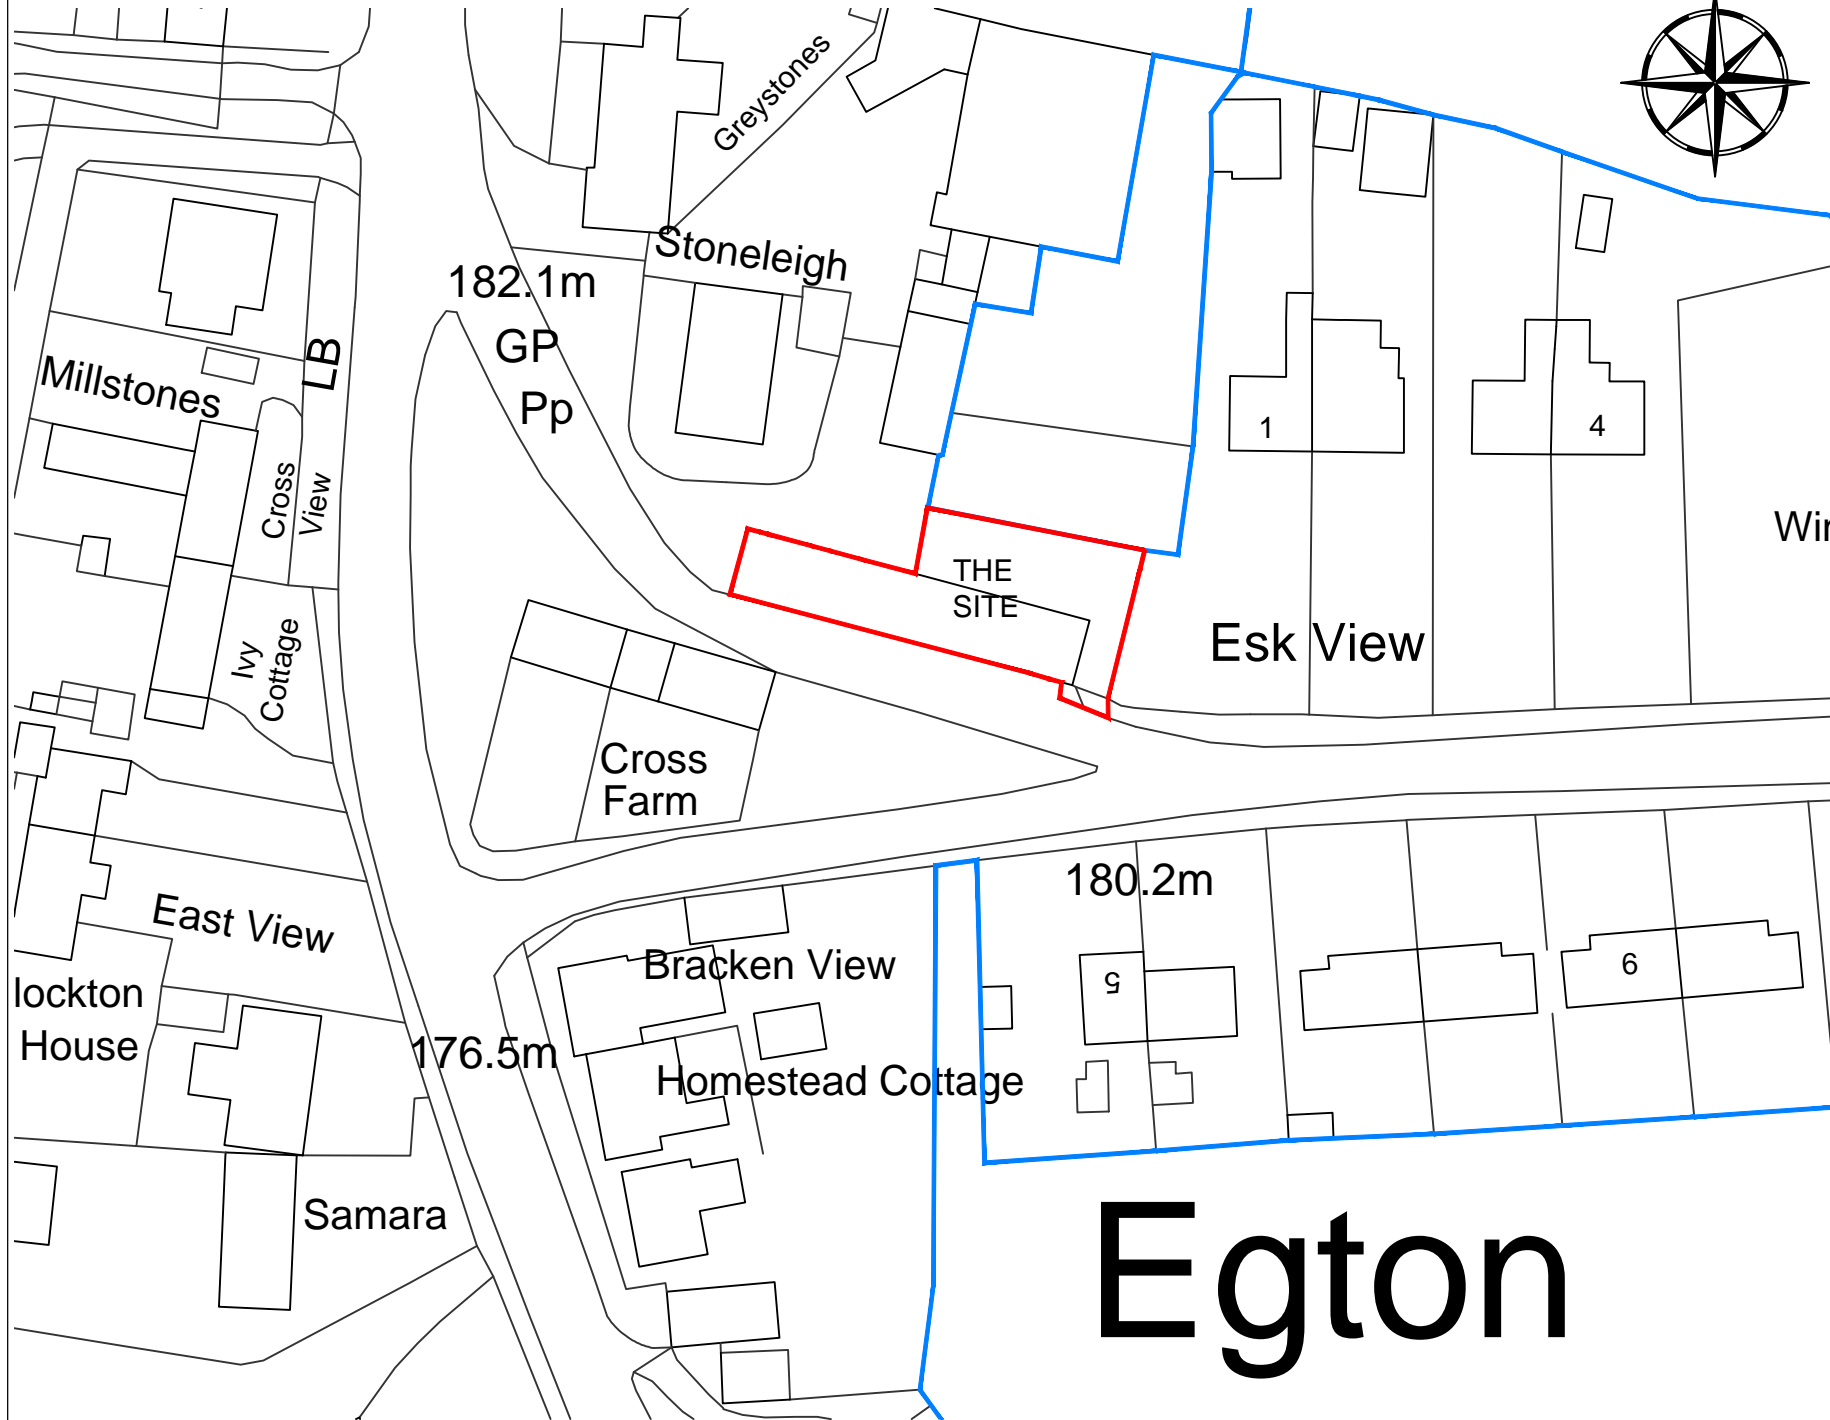 Greystones
Stoneleigh
182.1m
GP
Pp
LB
Millstones
Cross
View
1
4
THE
SITE
Esk View
Ivy
Cottage
Cross
Farm
180.2m
East View
Bracken View
5
6
lockton
House
176.5m
Homestead Cottage
Samara
Egton